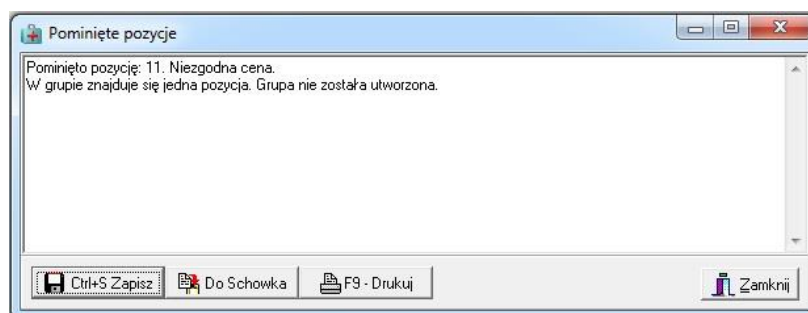 Pominięte pozycje
Pominięto pozycję: 11. Niezgodna cena.
W grupie znajduje się jedna pozycja. Grupa nie została utworzona.
Ctrl+S Zapisz Do Schowka F9 - Drukuj Zamknij